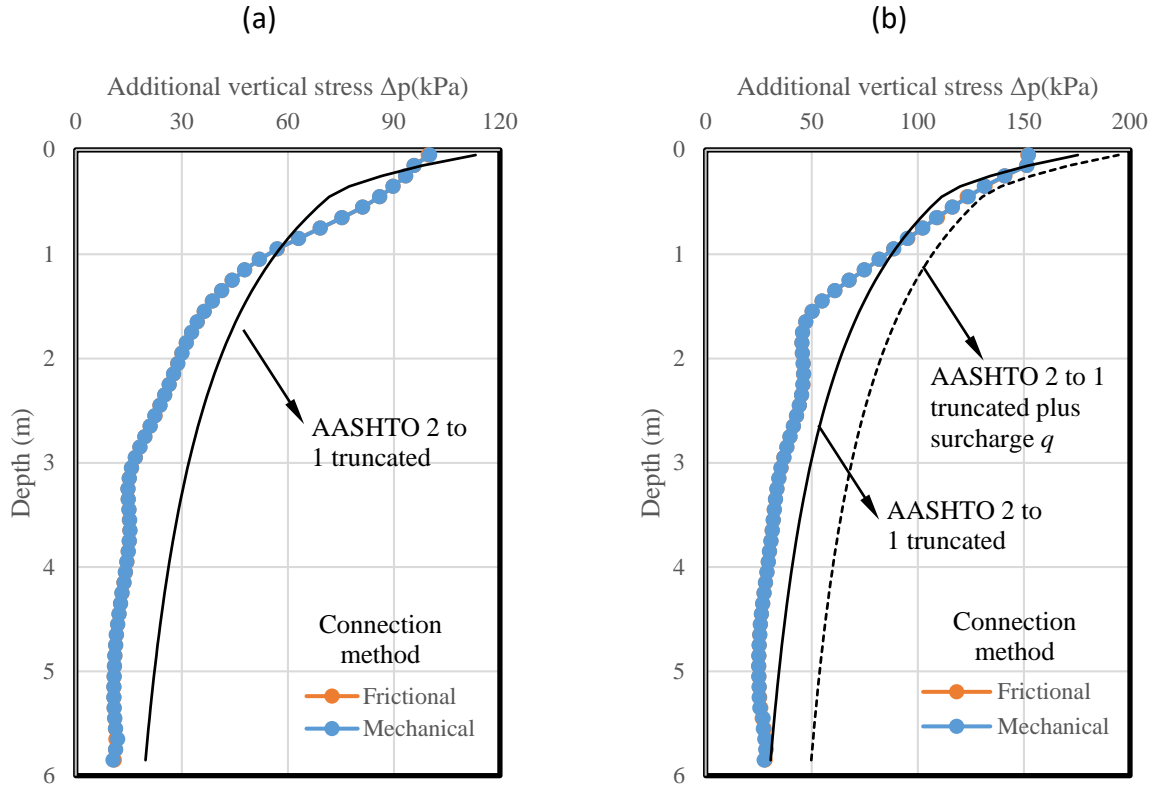 (a)
Additional vertical stress Δp(kPa)
0 30 60 90 120
0
1
2
3
4
5
6
Depth (m)
AASHTO 2 to
1 truncated
Connection
method
Frictional
Mechanical
(b)
Additional vertical stress Δp(kPa)
0 50 100 150 200
0
1
2
3
4
5
6
Depth (m)
AASHTO 2 to 1
truncated plus
surcharge q
AASHTO 2 to
1 truncated
Connection
method
Frictional
Mechanical